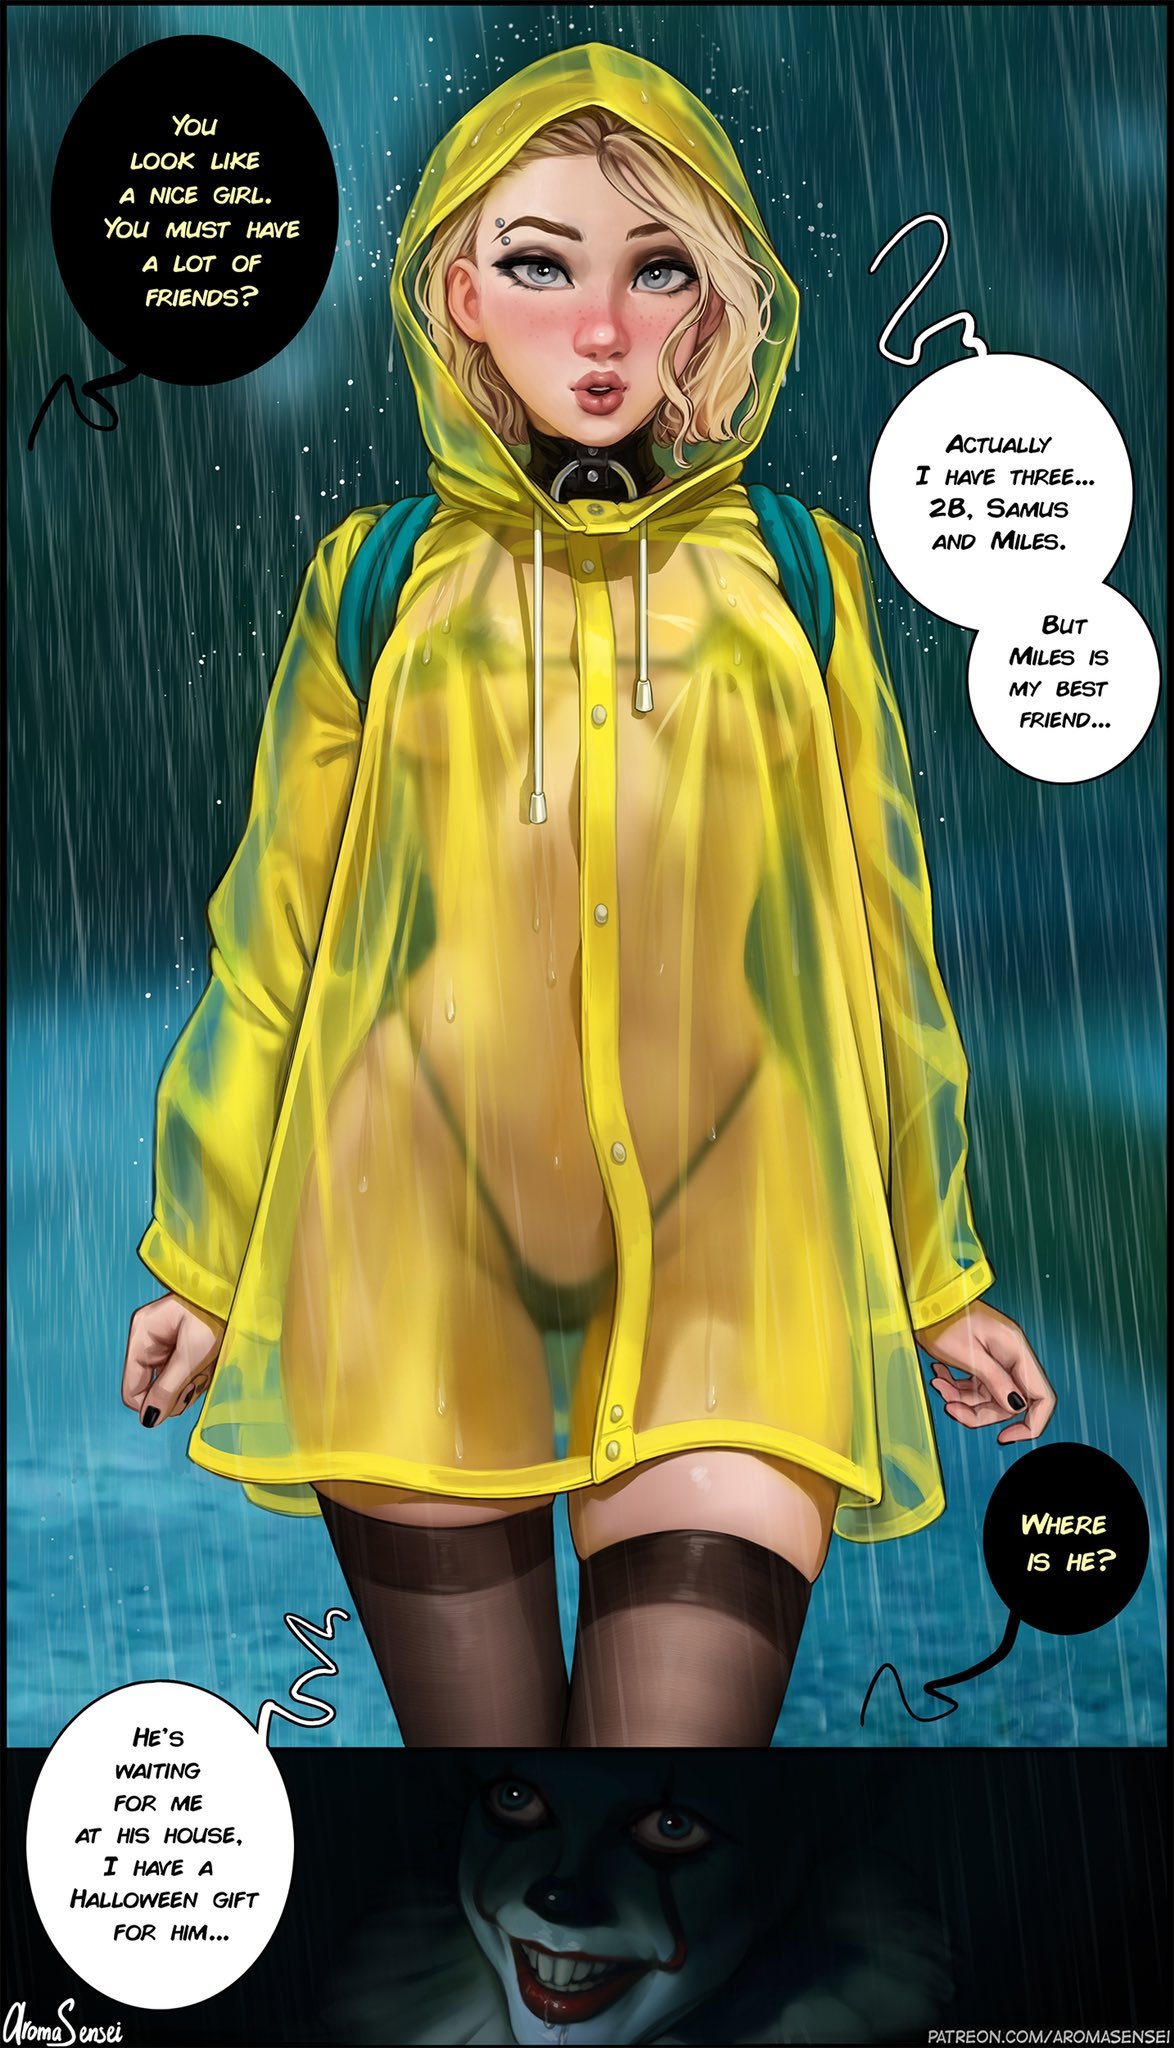 YOU
LOOK LIKE
A NICE GIRL.
YOU MUST HAVE
A LOT OF
FRIENDS?
ACTUALLY
I HAVE THREE...
2B, SAMUS
AND MILES.
BUT
MILES IS
MY BEST
FRIEND...
WHERE
IS HE?
HE'S
WAITING
FOR ME
AT HIS HOUSE,
I HAVE A
HALLOWEEN GIFT
FOR HIM...
AromaSensei
PATREON.COM/AROMASENSEI